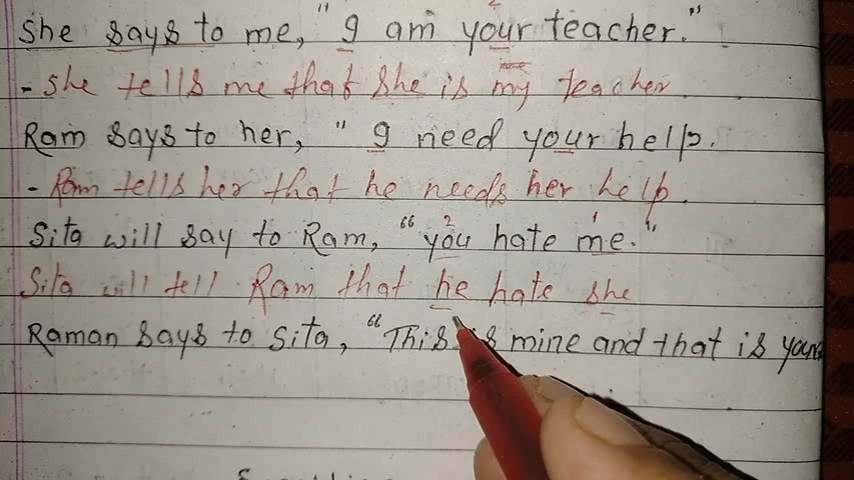 She says to me, "I am your teacher."
- She tells me that she is my teacher.
Ram says to her, "I need your help.
- Ram tells her that he needs her help.
Sita will say to Ram, "you hate me."
Sita will tell Ram that he hate she
Raman says to Sita, "This is mine and that is yours